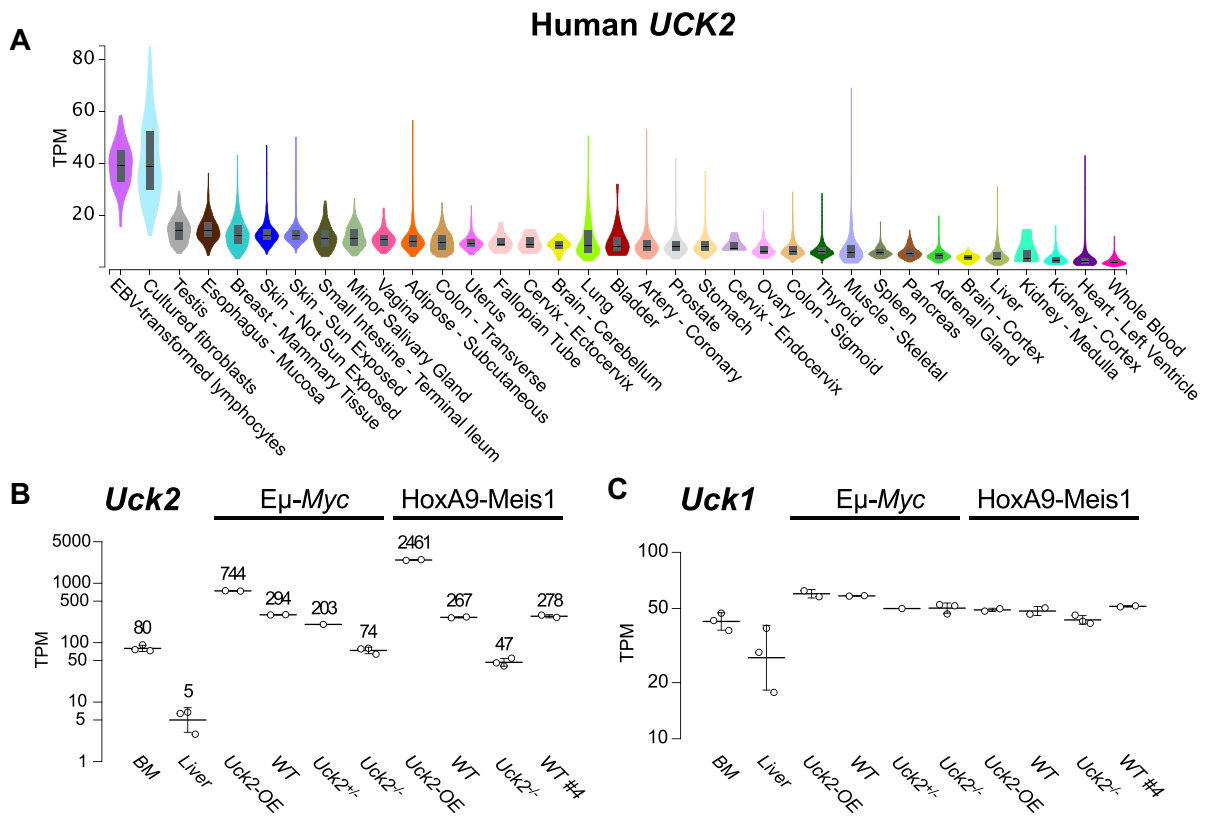 Human UCK2
A
TPM
80
60
40
20
EBV-transformed lymphocytes
Cultured fibroblasts
Testis
Esophagus - Mucosa
Breast - Mammary Tissue
Skin - Not Sun Exposed
Skin - Sun Exposed
Small Intestine - Terminal Ileum
Minor Salivary Gland
Vagina
Adipose - Subcutaneous
Colon - Transverse
Uterus
Fallopian Tube
Cervix - Ectocervix
Brain - Cerebellum
Lung
Bladder
Artery - Coronary
Prostate
Stomach
Cervix - Endocervix
Ovary
Colon - Sigmoid
Thyroid
Muscle - Skeletal
Spleen
Pancreas
Adrenal Gland
Brain - Cortex
Liver
Kidney - Medulla
Kidney - Cortex
Heart - Left Ventricle
Whole Blood
B
Uck2
Eμ-Myc
HoxA9-Meis1
TPM
5000
1000
500
100
50
10
5
1
80
5
744
294
203
74
2461
267
47
278
BM
Liver
Uck2-OE
WT
Uck2+/-
Uck2-/-
Uck2-OE
WT
Uck2-/-
WT #4
C
Uck1
Eμ-Myc
HoxA9-Meis1
TPM
100
50
20
10
BM
Liver
Uck2-OE
WT
Uck2+/-
Uck2-/-
Uck2-OE
WT
Uck2-/-
WT #4